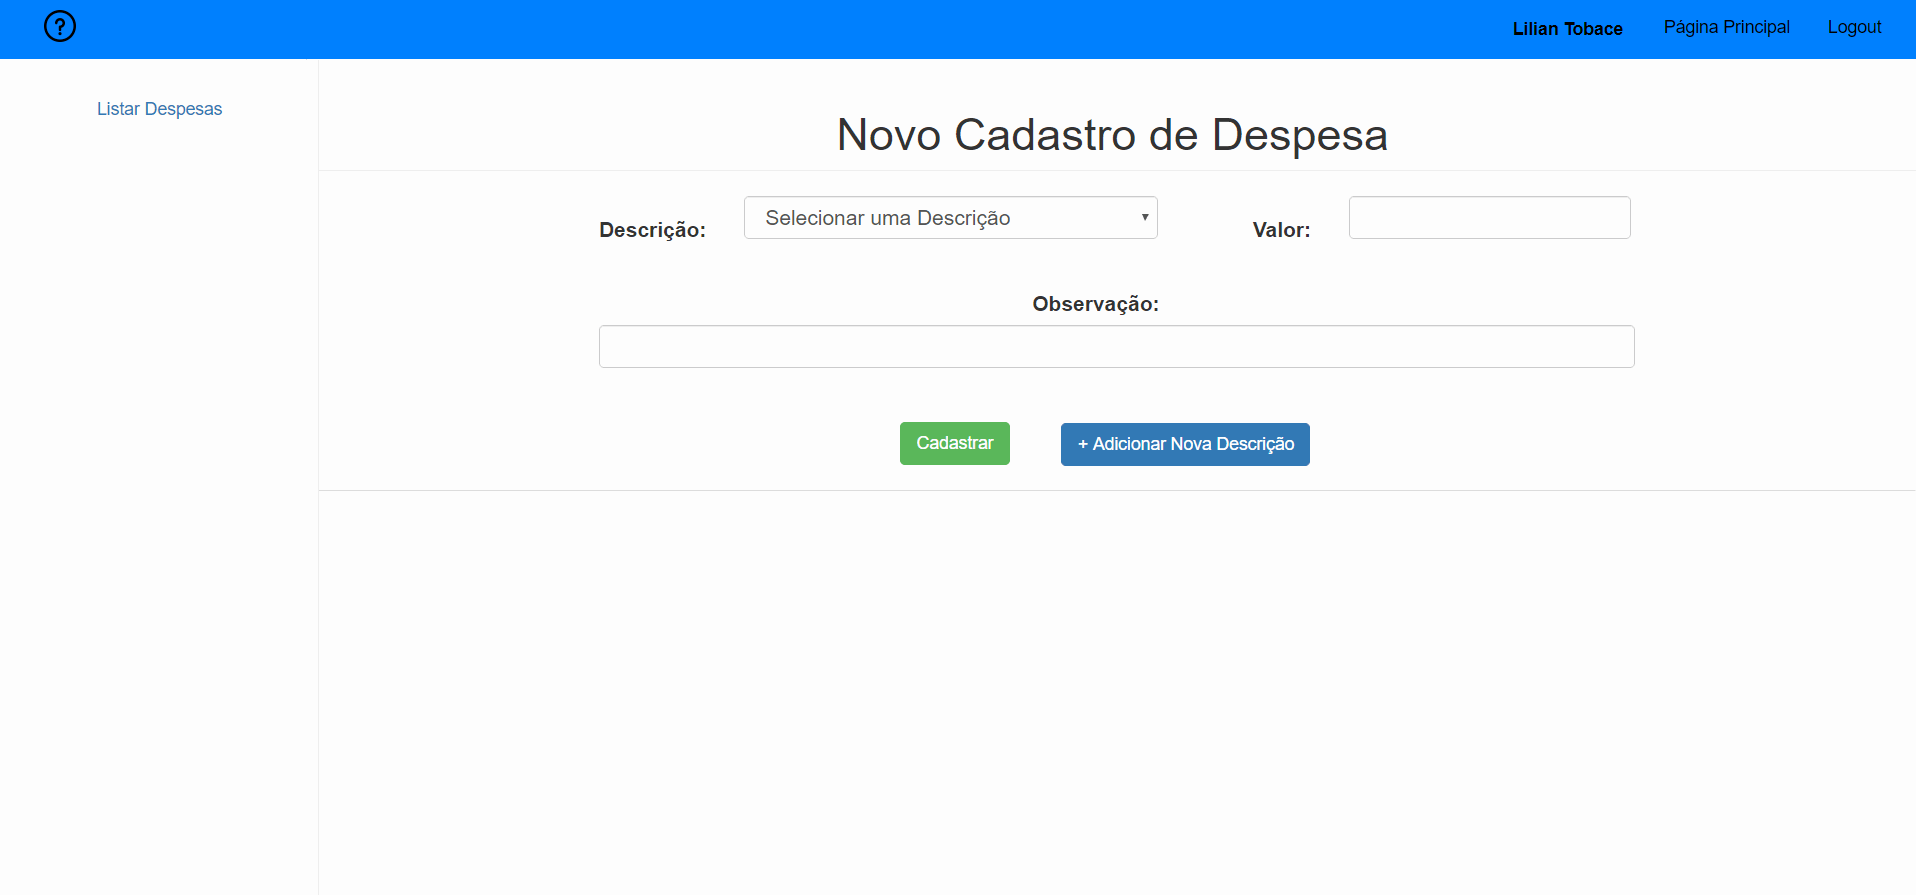 ?
Lilian Tobace Página Principal Logout
Listar Despesas
Novo Cadastro de Despesa
Descrição: Selecionar uma Descrição Valor:
Observação:
Cadastrar + Adicionar Nova Descrição